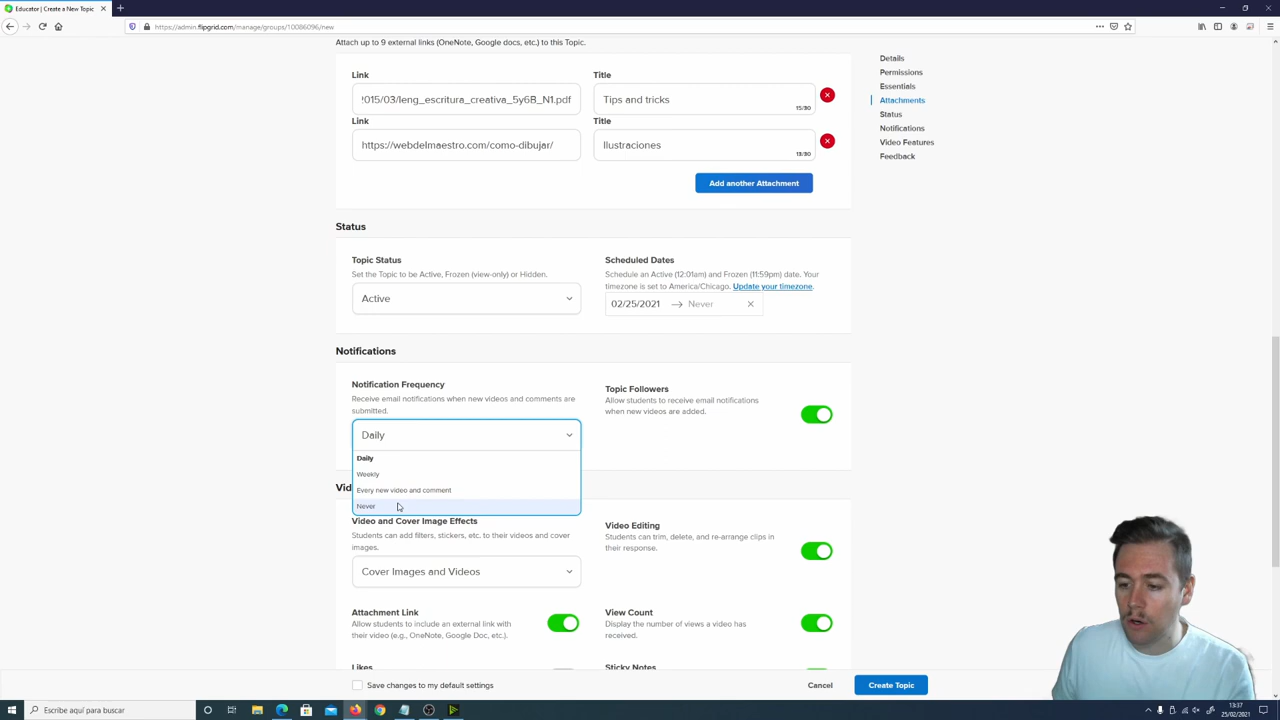 Educator | Create a New Topic
https://admin.flipgrid.com/manage/groups/10086096/new
Attach up to 9 external links (OneNote, Google docs, etc.) to this Topic.
Link
Title
!015/03/leng_escritura_creativa_5y6B_N1.pdf
Tips and tricks
15/30
Link
Title
https://webdelmaestro.com/como-dibujar/
Ilustraciones
13/30
Add another Attachment
Details
Permissions
Essentials
Attachments
Status
Notifications
Video Features
Feedback
Status
Topic Status
Set the Topic to be Active, Frozen (view-only) or Hidden.
Active
Scheduled Dates
Schedule an Active (12:01am) and Frozen (11:59pm) date. Your
timezone is set to America/Chicago. Update your timezone.
02/25/2021 → Never
Notifications
Notification Frequency
Receive email notifications when new videos and comments are
submitted.
Daily
Daily
Weekly
Every new video and comment
Never
Topic Followers
Allow students to receive email notifications
when new videos are added.
Vid
Video and Cover Image Effects
Students can add filters, stickers, etc. to their videos and cover
images.
Cover Images and Videos
Video Editing
Students can trim, delete, and re-arrange clips in
their response.
Attachment Link
Allow students to include an external link with
their video (e.g., OneNote, Google Doc, etc.).
View Count
Display the number of views a video has
received.
Likes
Sticky Notes
Save changes to my default settings
Cancel
Create Topic
Escribe aquí para buscar
13:37
25/02/2021